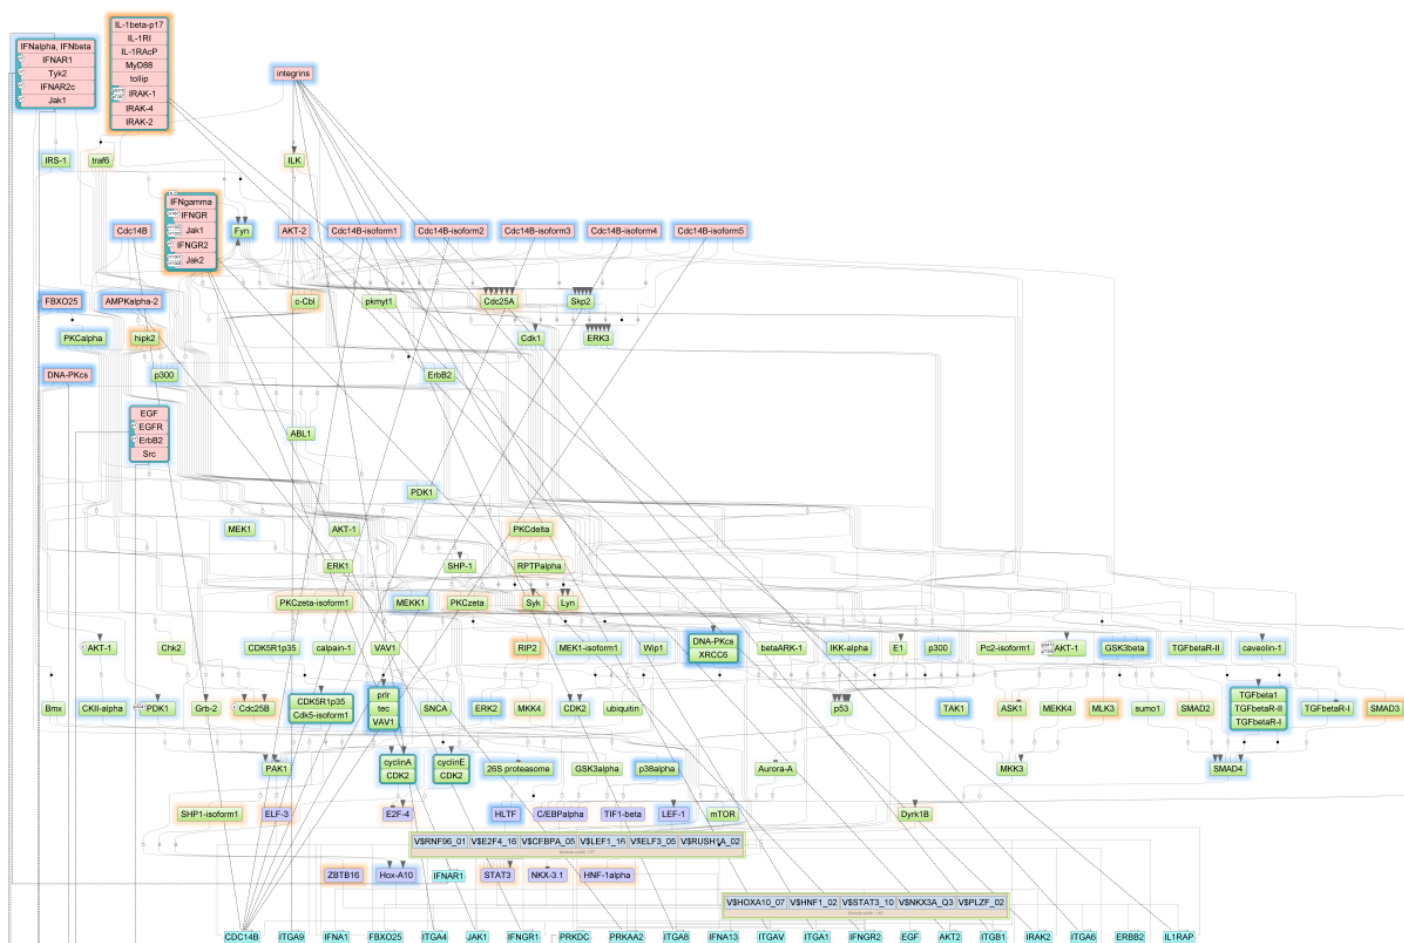 IL-1beta-p17
IL-1RI
IL-1RAcP
MyD88
tollip
IRAK-1
IRAK-4
IRAK-2
IFNalpha, IFNbeta
IFNAR1
Tyk2
IFNAR2c
Jak1
integrins
IRS-1 traf6 ILK
IFNgamma
IFNGR
Jak1
IFNGR2
Jak2
Cdc14B Fyn AKT-2 Cdc14B-isoform1 Cdc14B-isoform2 Cdc14B-isoform3 Cdc14B-isoform4 Cdc14B-isoform5
FBXO25 AMPKalpha-2 c-Cbl pkmyt1 Cdc25A Skp2
PKCalpha hipk2 Cdk1 ERK3
DNA-PKcs p300 ErbB2
EGF
EGFR
ErbB2
Src
ABL1
PDK1
MEK1 AKT-1 PKCdelta
ERK1 SHP-1 RPTPalpha
PKCzeta-isoform1 MEKK1 PKCzeta Syk Lyn
AKT-1 Chk2 CDK5R1p35 calpain-1 VAV1 RIP2 MEK1-isoform1 Wip1 DNA-PKcs betaARK-1 IKK-alpha E1 p300 Pc2-isoform1 AKT-1 GSK3beta TGFbetaR-II caveolin-1
XRCC6
Bmx CKII-alpha PDK1 Grb-2 Cdc25B CDK5R1p35 prlr SNCA ERK2 MKK4 CDK2 ubiquitin p53 TAK1 ASK1 MEKK4 MLK3 sumo1 SMAD2 TGFbeta1 TGFbetaR-I SMAD3
Cdk5-isoform1 tec TGFbetaR-II
VAV1 TGFbetaR-I
PAK1 cyclinA cyclinE 26S proteasome GSK3alpha p38alpha Aurora-A MKK3 SMAD4
CDK2 CDK2
SHP1-isoform1 ELF-3 E2F-4 HLTF C/EBPalpha TIF1-beta LEF-1 mTOR Dyrk1B
V$RNF96_01 V$E2F4_16 V$CEBPA_05 V$LEF1_16 V$ELF3_05 V$RUSH1A_02
ZBTB16 Hox-A10 IFNAR1 STAT3 NKX-3.1 HNF-1alpha
V$HOXA10_07 V$HNF1_02 V$STAT3_10 V$NKX3A_Q3 V$PLZF_02
CDC14B ITGA9 IFNA1 FBXO25 ITGA4 JAK1 IFNGR1 PRKDC PRKAA2 ITGA8 IFNA13 ITGAV ITGA1 IFNGR2 EGF AKT2 ITGB1 IRAK2 ITGA6 ERBB2 IL1RAP